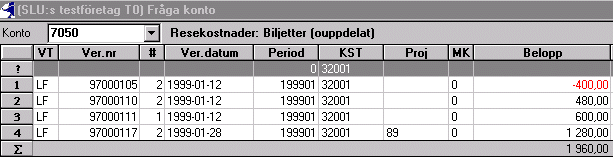 (SLU:s testföretag T0) Fråga konto
Konto 7050 Resekostnader: Biljetter (ouppdelat)
VT Ver.nr # Ver.datum Period KST Proj MK Belopp
? 0 32001
1 LF 97000105 2 1999-01-12 199901 32001 0 -400,00
2 LF 97000110 2 1999-01-12 199901 32001 0 480,00
3 LF 97000111 1 1999-01-12 199901 32001 0 600,00
4 LF 97000117 2 1999-01-28 199901 32001 89 0 1 280,00
Σ 1 960,00